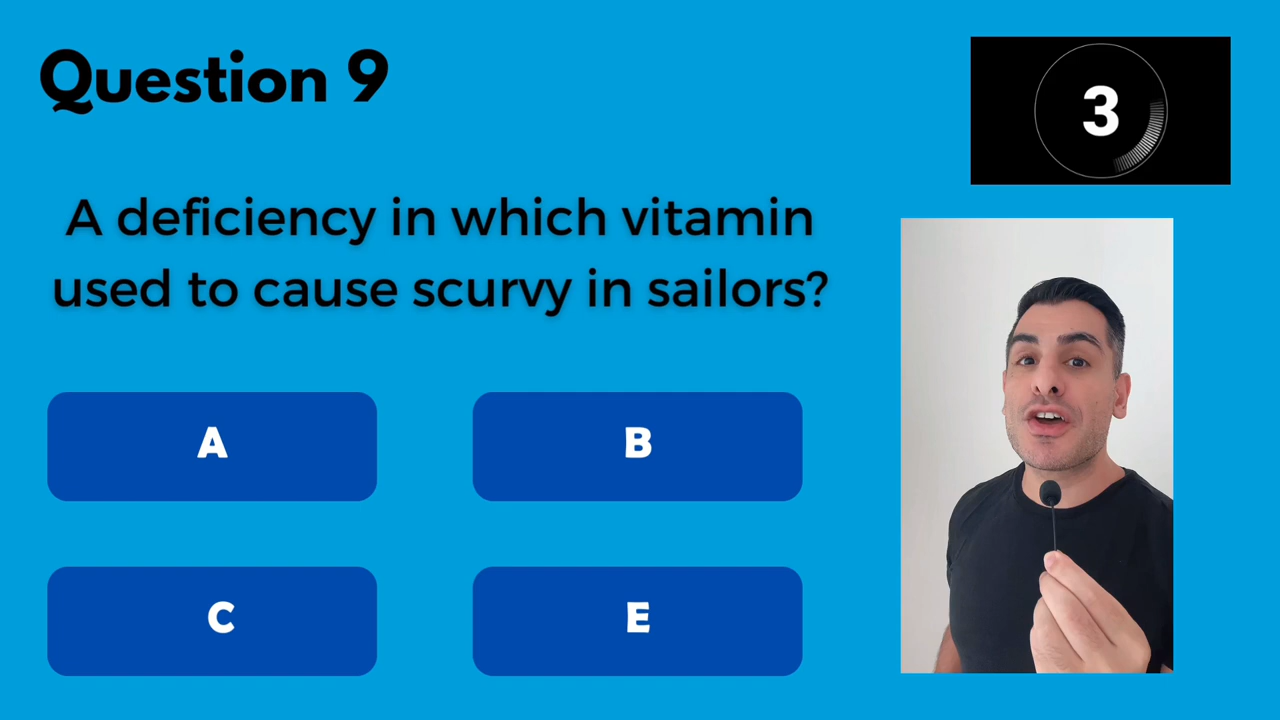 Question 9
3
A deficiency in which vitamin
used to cause scurvy in sailors?
A
B
C
E